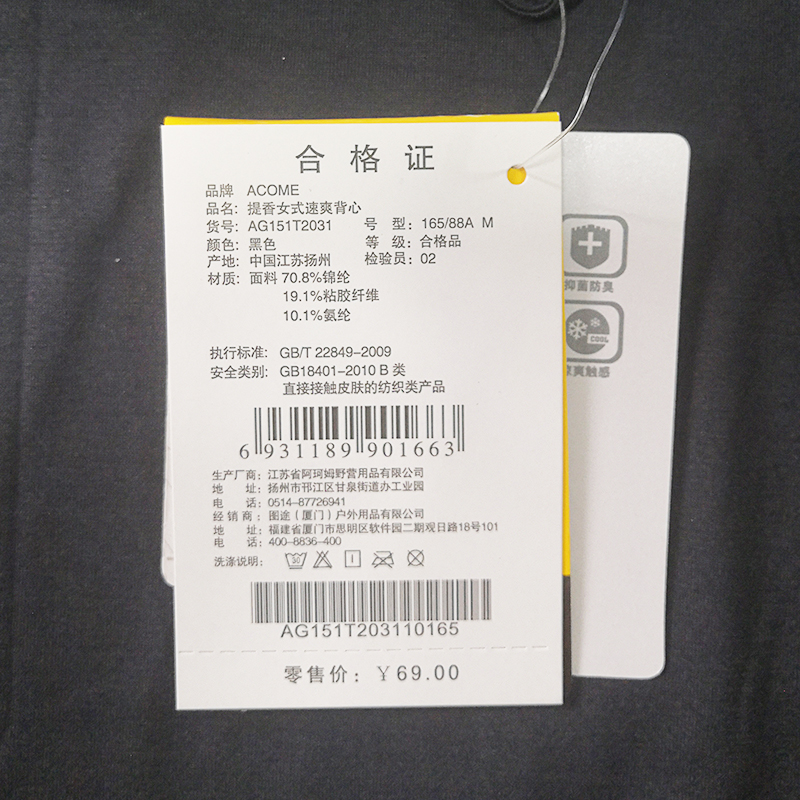 合格证
品牌 ACOME
品名: 提香女式速爽背心
货号: AG151T2031 号 型: 165/88A M
颜色: 黑色 等 级: 合格品
产地: 中国江苏扬州 检验员: 02
材质: 面料 70.8%锦纶
19.1%粘胶纤维
10.1%氨纶
执行标准: GB/T 22849-2009
安全类别: GB18401-2010 B 类
直接接触皮肤的纺织类产品
6 931189 901663
生产厂商: 江苏省阿珂姆野营用品有限公司
地 址: 扬州市邗江区甘泉街道办工业园
电 话: 0514-87726941
经 销 商: 图途（厦门）户外用品有限公司
地 址: 福建省厦门市思明区软件园二期观日路18号101
电 话: 400-8836-400
洗涤说明: 30
AG151T203110165
零售价: ￥69.00
抑菌防臭
COOL
凉爽触感